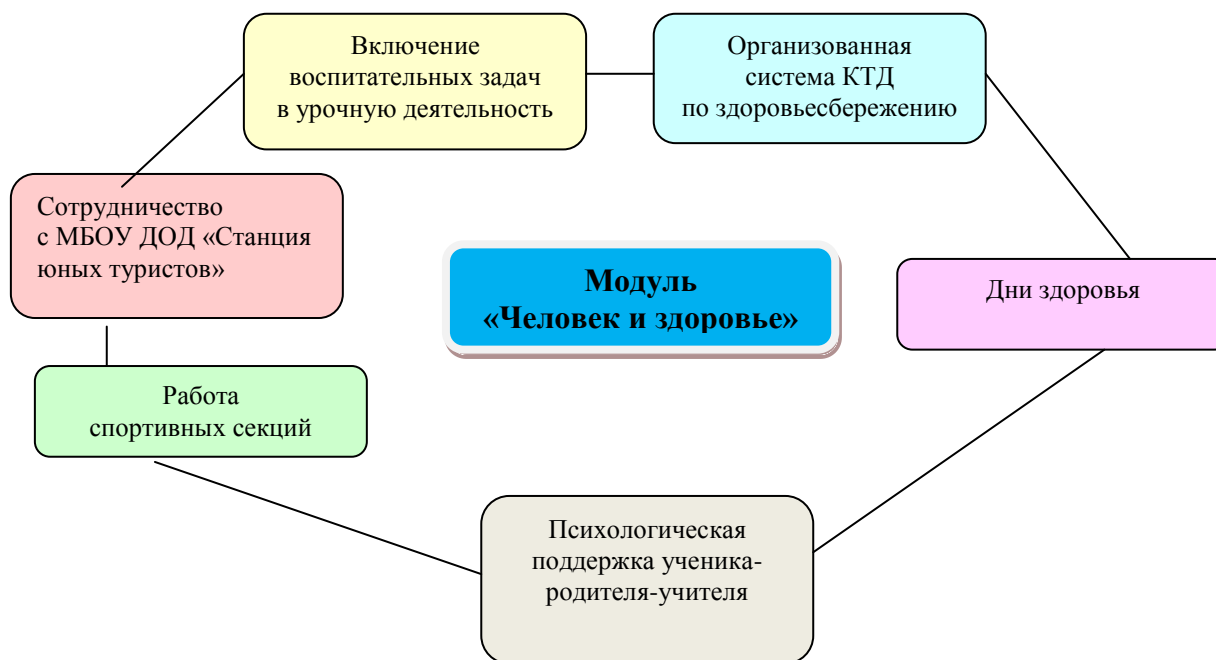 Включение
воспитательных задач
в урочную деятельность
Организованная
система КТД
по здоровьесбережению
Сотрудничество
с МБОУ ДОД «Станция
юных туристов»
Модуль
«Человек и здоровье»
Дни здоровья
Работа
спортивных секций
Психологическая
поддержка ученика-
родителя-учителя